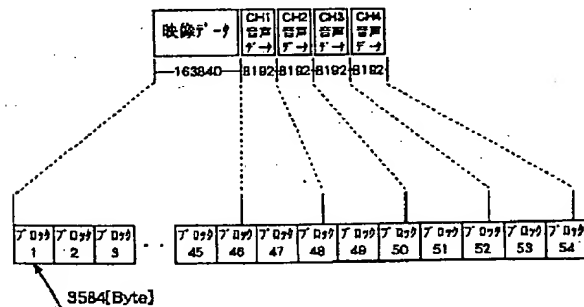 映像データ
CH1 音声 データ
CH2 音声 データ
CH3 音声 データ
CH4 音声 データ
163840 8192 8192 8192 8192
ブロック 1
ブロック 2
ブロック 3
・・
ブロック 45
ブロック 46
ブロック 47
ブロック 48
ブロック 49
ブロック 50
ブロック 51
ブロック 52
ブロック 53
ブロック 54
3584[Byte]